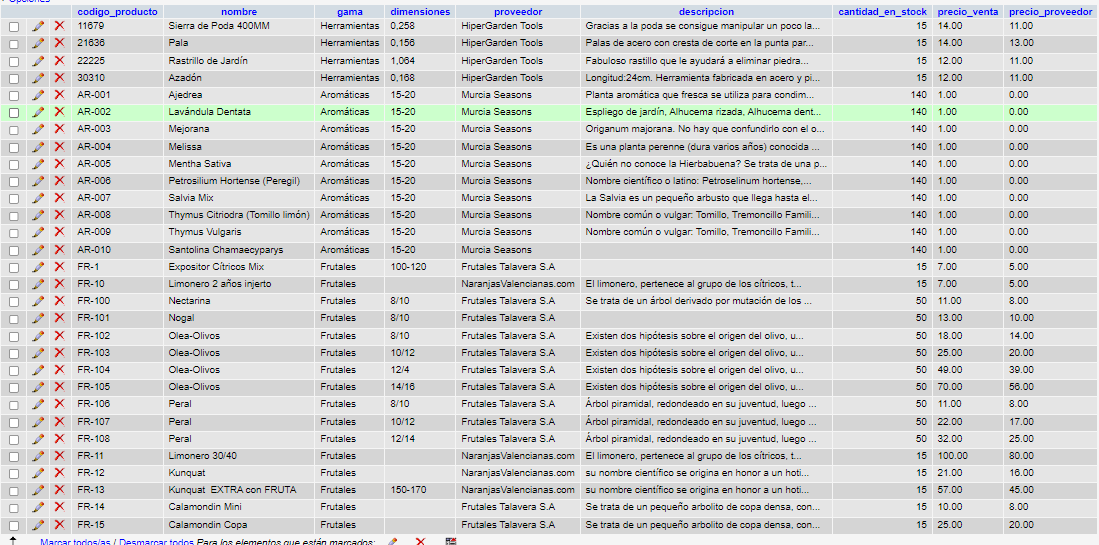 Opciones
codigo_producto nombre gama dimensiones proveedor descripcion cantidad_en_stock precio_venta precio_proveedor
11679 Sierra de Poda 400MM Herramientas 0,258 HiperGarden Tools Gracias a la poda se consigue manipular un poco la... 15 14.00 11.00
21636 Pala Herramientas 0,156 HiperGarden Tools Palas de acero con cresta de corte en la punta par... 15 14.00 13.00
22225 Rastrillo de Jardín Herramientas 1,064 HiperGarden Tools Fabuloso rastillo que le ayudará a eliminar piedra... 15 12.00 11.00
30310 Azadón Herramientas 0,168 HiperGarden Tools Longitud:24cm. Herramienta fabricada en acero y pi... 15 12.00 11.00
AR-001 Ajedrea Aromáticas 15-20 Murcia Seasons Planta aromática que fresca se utiliza para condim... 140 1.00 0.00
AR-002 Lavándula Dentata Aromáticas 15-20 Murcia Seasons Espliego de jardín, Alhucema rizada, Alhucema dent... 140 1.00 0.00
AR-003 Mejorana Aromáticas 15-20 Murcia Seasons Origanum majorana. No hay que confundirlo con el o... 140 1.00 0.00
AR-004 Melissa Aromáticas 15-20 Murcia Seasons Es una planta perenne (dura varios años) conocida ... 140 1.00 0.00
AR-005 Mentha Sativa Aromáticas 15-20 Murcia Seasons ¿Quién no conoce la Hierbabuena? Se trata de una p... 140 1.00 0.00
AR-006 Petrosilium Hortense (Peregil) Aromáticas 15-20 Murcia Seasons Nombre científico o latino: Petroselinum hortense,... 140 1.00 0.00
AR-007 Salvia Mix Aromáticas 15-20 Murcia Seasons La Salvia es un pequeño arbusto que llega hasta el... 140 1.00 0.00
AR-008 Thymus Citriodra (Tomillo limón) Aromáticas 15-20 Murcia Seasons Nombre común o vulgar: Tomillo, Tremoncillo Famili... 140 1.00 0.00
AR-009 Thymus Vulgaris Aromáticas 15-20 Murcia Seasons Nombre común o vulgar: Tomillo, Tremoncillo Famili... 140 1.00 0.00
AR-010 Santolina Chamaecyparys Aromáticas 15-20 Murcia Seasons 140 1.00 0.00
FR-1 Expositor Cítricos Mix Frutales 100-120 Frutales Talavera S.A 15 7.00 5.00
FR-10 Limonero 2 años injerto Frutales NaranjasValencianas.com El limonero, pertenece al grupo de los cítricos, t... 15 7.00 5.00
FR-100 Nectarina Frutales 8/10 Frutales Talavera S.A Se trata de un árbol derivado por mutación de los ... 50 11.00 8.00
FR-101 Nogal Frutales 8/10 Frutales Talavera S.A 50 13.00 10.00
FR-102 Olea-Olivos Frutales 8/10 Frutales Talavera S.A Existen dos hipótesis sobre el origen del olivo, u... 50 18.00 14.00
FR-103 Olea-Olivos Frutales 10/12 Frutales Talavera S.A Existen dos hipótesis sobre el origen del olivo, u... 50 25.00 20.00
FR-104 Olea-Olivos Frutales 12/4 Frutales Talavera S.A Existen dos hipótesis sobre el origen del olivo, u... 50 49.00 39.00
FR-105 Olea-Olivos Frutales 14/16 Frutales Talavera S.A Existen dos hipótesis sobre el origen del olivo, u... 50 70.00 56.00
FR-106 Peral Frutales 8/10 Frutales Talavera S.A Árbol piramidal, redondeado en su juventud, luego ... 50 11.00 8.00
FR-107 Peral Frutales 10/12 Frutales Talavera S.A Árbol piramidal, redondeado en su juventud, luego ... 50 22.00 17.00
FR-108 Peral Frutales 12/14 Frutales Talavera S.A Árbol piramidal, redondeado en su juventud, luego ... 50 32.00 25.00
FR-11 Limonero 30/40 Frutales NaranjasValencianas.com El limonero, pertenece al grupo de los cítricos, t... 15 100.00 80.00
FR-12 Kunquat Frutales NaranjasValencianas.com su nombre científico se origina en honor a un hoti... 15 21.00 16.00
FR-13 Kunquat EXTRA con FRUTA Frutales 150-170 NaranjasValencianas.com su nombre científico se origina en honor a un hoti... 15 57.00 45.00
FR-14 Calamondin Mini Frutales Frutales Talavera S.A Se trata de un pequeño arbolito de copa densa, con... 15 10.00 8.00
FR-15 Calamondin Copa Frutales Frutales Talavera S.A Se trata de un pequeño arbolito de copa densa, con... 15 25.00 20.00
Marcar todos/as / Desmarcar todos Para los elementos que están marcados: